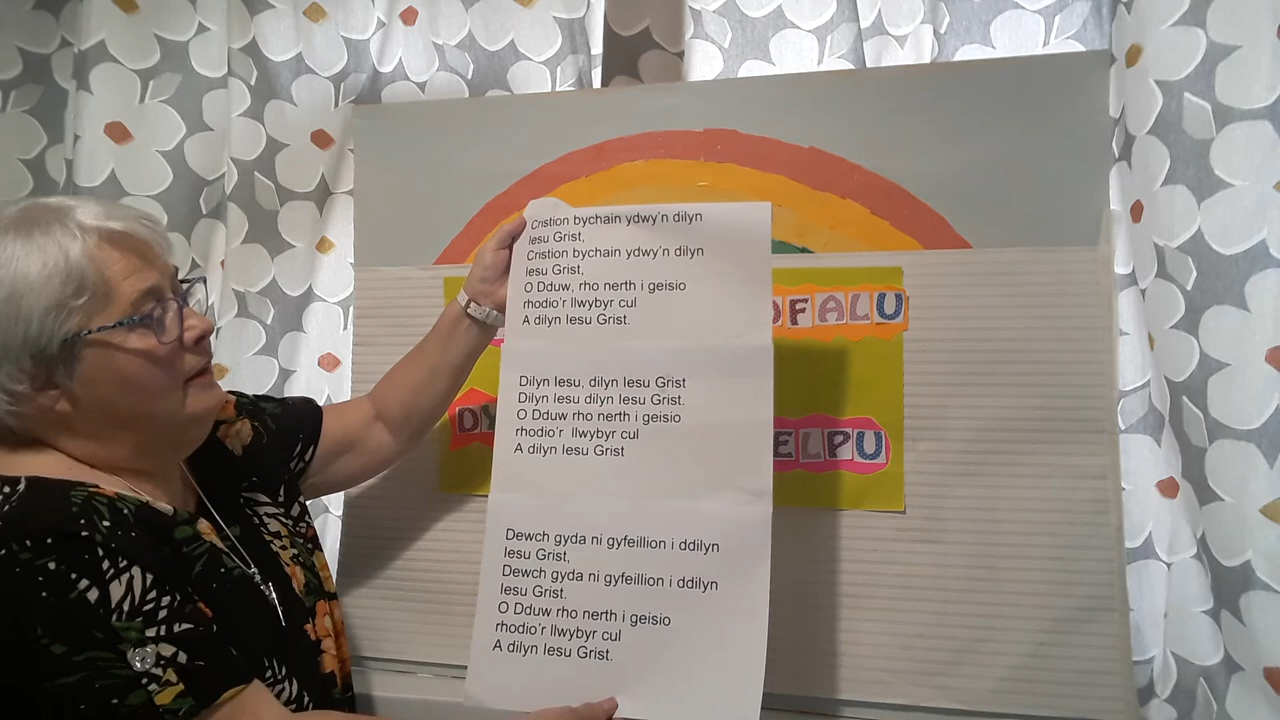 Cristion bychain ydwy'n dilyn
Iesu Grist,
Cristion bychain ydwy'n dilyn
Iesu Grist,
O Dduw, rho nerth i geisio
rhodio'r llwybyr cul
A dilyn Iesu Grist.
Dilyn Iesu, dilyn Iesu Grist
Dilyn Iesu dilyn Iesu Grist.
O Dduw rho nerth i geisio
rhodio'r llwybyr cul
A dilyn Iesu Grist
Dewch gyda ni gyfeillion i ddilyn
Iesu Grist,
Dewch gyda ni gyfeillion i ddilyn
Iesu Grist.
O Dduw rho nerth i geisio
rhodio'r llwybyr cul
A dilyn Iesu Grist.
OFALU
ELPU